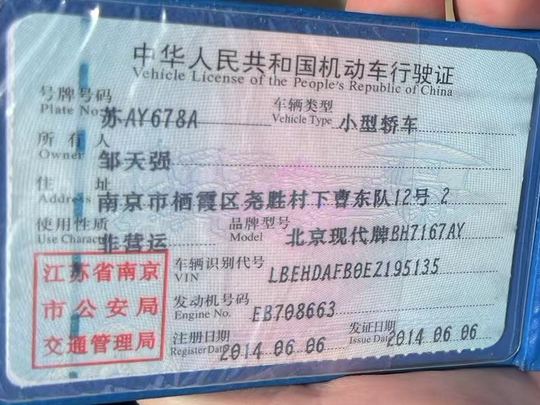 中华人民共和国机动车行驶证
Vehicle License of the People's Republic of China
号牌号码 苏AY678A 车辆类型 小型轿车
Plate No. Vehicle Type
所有人 邹天强
Owner
住址 南京市栖霞区尧胜村下曹东队12号 2
Address
使用性质 非营运 品牌型号 北京现代牌BH7167AY
Use Character Model
江苏省南京市公安局交通管理局
车辆识别代号 LBEHDAFB0EZ195135
VIN
发动机号码 EB708663
Engine No.
注册日期 2014 06 06 发证日期 2014 06 06
Register Date Issue Date